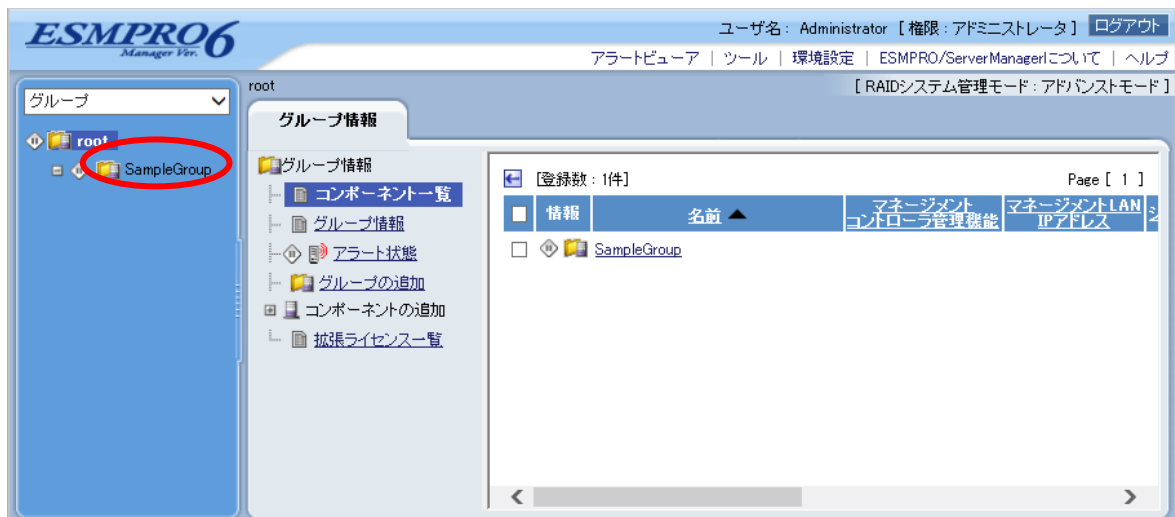 ESMPRO6
Manager Ver.
ユーザ名： Administrator [ 権限：アドミニストレータ ] ログアウト
アラートビューア | ツール | 環境設定 | ESMPRO/ServerManagerについて | ヘルプ
root
[ RAIDシステム管理モード：アドバンストモード ]
グループ
root
SampleGroup
グループ情報
グループ情報
コンポーネント一覧
グループ情報
アラート状態
グループの追加
コンポーネントの追加
拡張ライセンス一覧
[登録数：1件]
Page [ 1 ]
情報 名前 ▲ マネージメント
コントローラ管理機能 マネージメントLAN
IPアドレス
SampleGroup